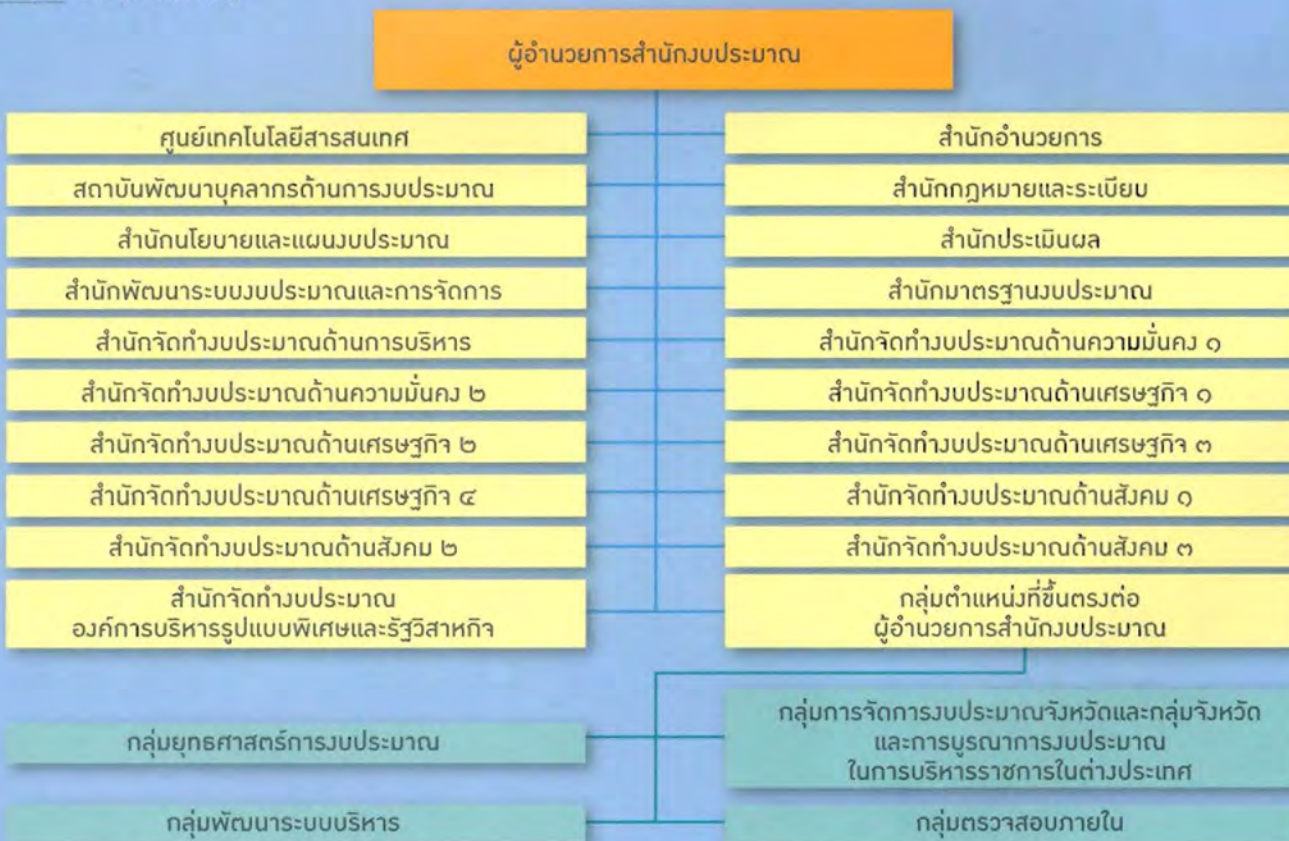 ผู้อำนวยการสำนักงบประมาณ
ศูนย์เทคโนโลยีสารสนเทศ
สำนักอำนวยการ
สถาบันพัฒนาบุคลากรด้านการงบประมาณ
สำนักกฎหมายและระเบียบ
สำนักนโยบายและแผนงบประมาณ
สำนักประเมินผล
สำนักพัฒนาระบบงบประมาณและการจัดการ
สำนักมาตรฐานงบประมาณ
สำนักจัดทำงบประมาณด้านการบริหาร
สำนักจัดทำงบประมาณด้านความมั่นคง ๑
สำนักจัดทำงบประมาณด้านความมั่นคง ๒
สำนักจัดทำงบประมาณด้านเศรษฐกิจ ๑
สำนักจัดทำงบประมาณด้านเศรษฐกิจ ๒
สำนักจัดทำงบประมาณด้านเศรษฐกิจ ๓
สำนักจัดทำงบประมาณด้านเศรษฐกิจ ๔
สำนักจัดทำงบประมาณด้านสังคม ๑
สำนักจัดทำงบประมาณด้านสังคม ๒
สำนักจัดทำงบประมาณด้านสังคม ๓
สำนักจัดทำงบประมาณ
องค์การบริหารรูปแบบพิเศษและรัฐวิสาหกิจ
กลุ่มตำแหน่งที่ขึ้นตรงต่อ
ผู้อำนวยการสำนักงบประมาณ
กลุ่มยุทธศาสตร์การงบประมาณ
กลุ่มการจัดการงบประมาณจังหวัดและกลุ่มจังหวัด
และการบูรณาการงบประมาณ
ในการบริหารราชการในต่างประเทศ
กลุ่มพัฒนาระบบบริหาร
กลุ่มตรวจสอบภายใน